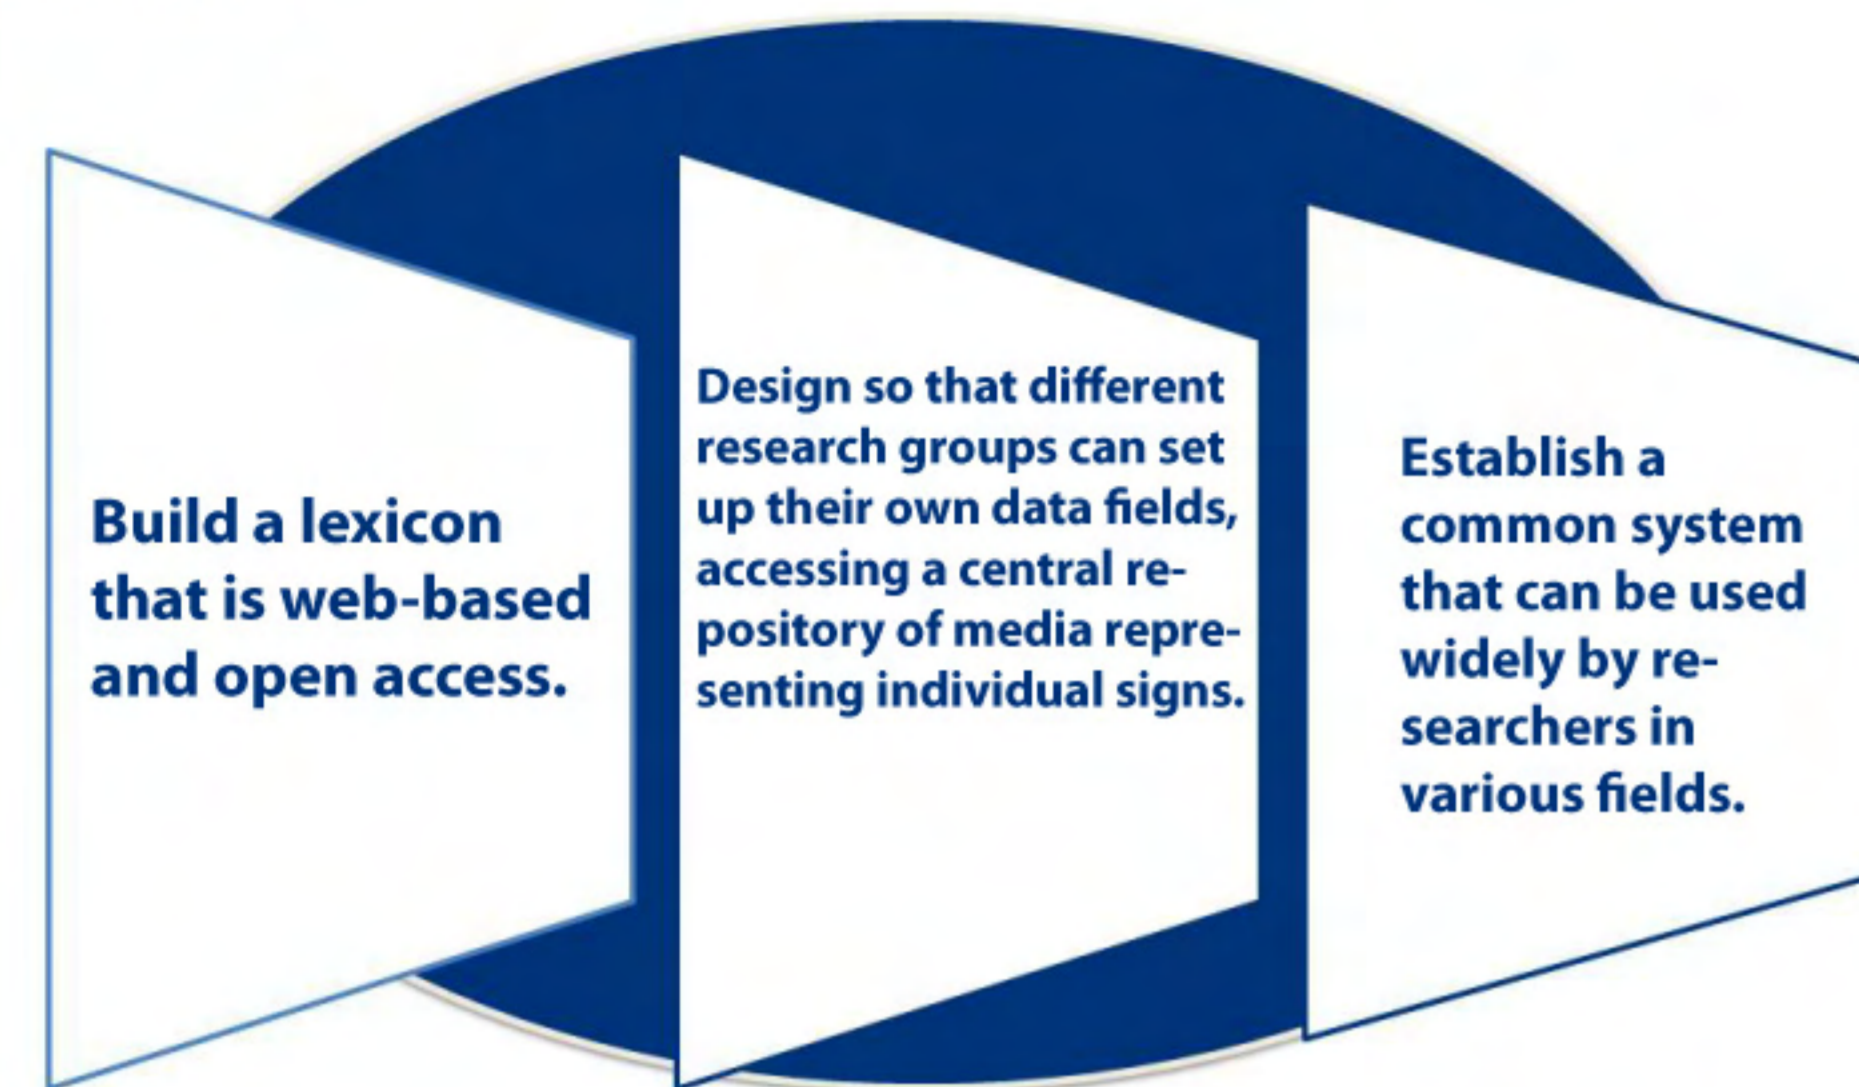 Build a lexicon
that is web-based
and open access.
Design so that different
research groups can set
up their own data fields,
accessing a central re-
pository of media repre-
senting individual signs.
Establish a
common system
that can be used
widely by re-
searchers in
various fields.